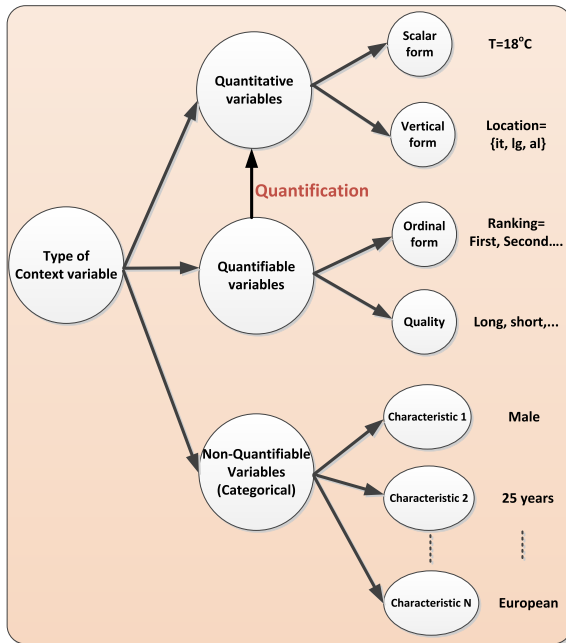 Scalar
form
T=18°C
Quantitative
variables
Vertical
form
Location=
{it, lg, al}
Quantification
Type of
Context variable
Quantifiable
variables
Ordinal
form
Ranking=
First, Second....
Quality
Long, short,...
Non-Quantifiable
Variables
(Categorical)
Characteristic 1
Male
Characteristic 2
25 years
Characteristic N
European